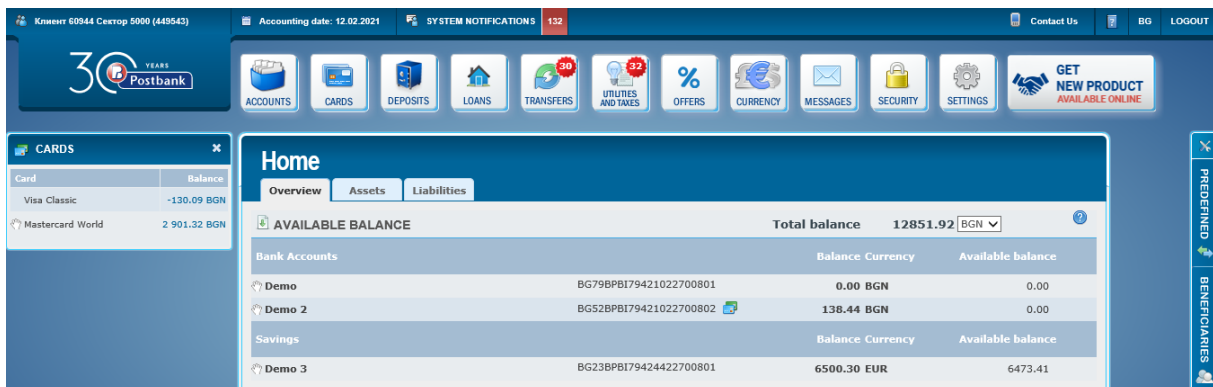 Клиент 60944 Сектор 5000 (449543)
Accounting date: 12.02.2021
SYSTEM NOTIFICATIONS 132
Contact Us
BG
LOGOUT
30 YEARS
Postbank
ACCOUNTS
CARDS
DEPOSITS
LOANS
30
TRANSFERS
32
UTILITIES
AND TAXES
%
OFFERS
CURRENCY
MESSAGES
SECURITY
SETTINGS
GET
NEW PRODUCT
AVAILABLE ONLINE
CARDS
Card Balance
Visa Classic -130.09 BGN
Mastercard World 2 901.32 BGN
Home
Overview Assets Liabilities
AVAILABLE BALANCE Total balance 12851.92 BGN
Bank Accounts Balance Currency Available balance
Demo BG79BPBI79421022700801 0.00 BGN 0.00
Demo 2 BG52BPBI79421022700802 138.44 BGN 0.00
Savings Balance Currency Available balance
Demo 3 BG23BPBI79424422700801 6500.30 EUR 6473.41
PREDEFINED
BENEFICIARIES